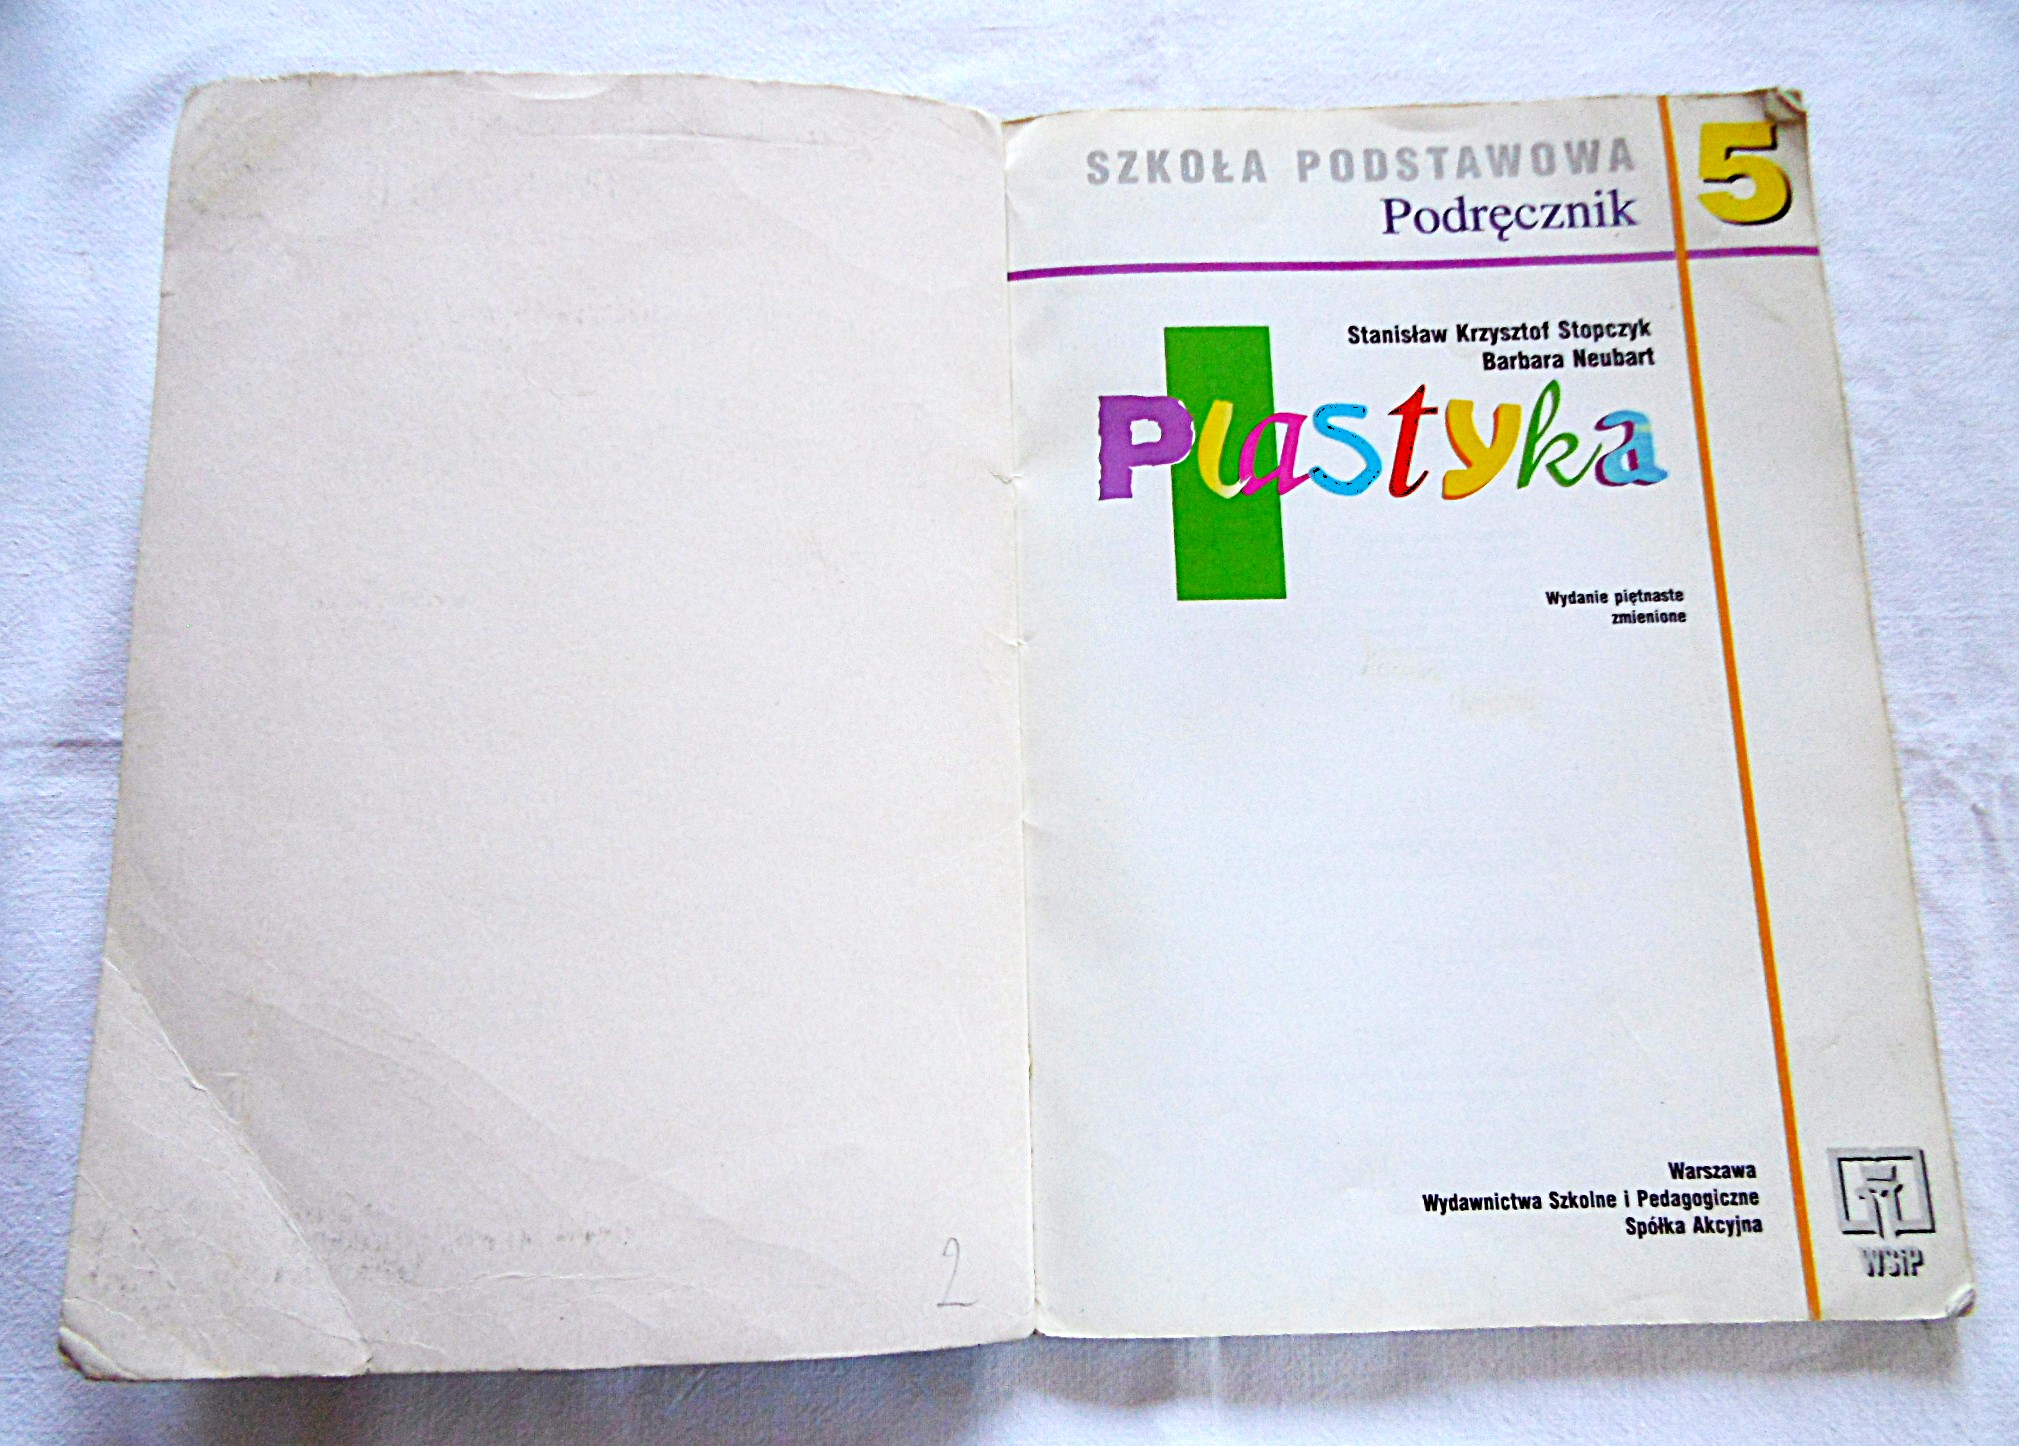 SZKOŁA PODSTAWOWA
Podręcznik
5
Stanisław Krzysztof Stopczyk
Barbara Neubart
Plastyka
Wydanie piętnaste
zmienione
Warszawa
Wydawnictwa Szkolne i Pedagogiczne
Spółka Akcyjna
WSiP
2